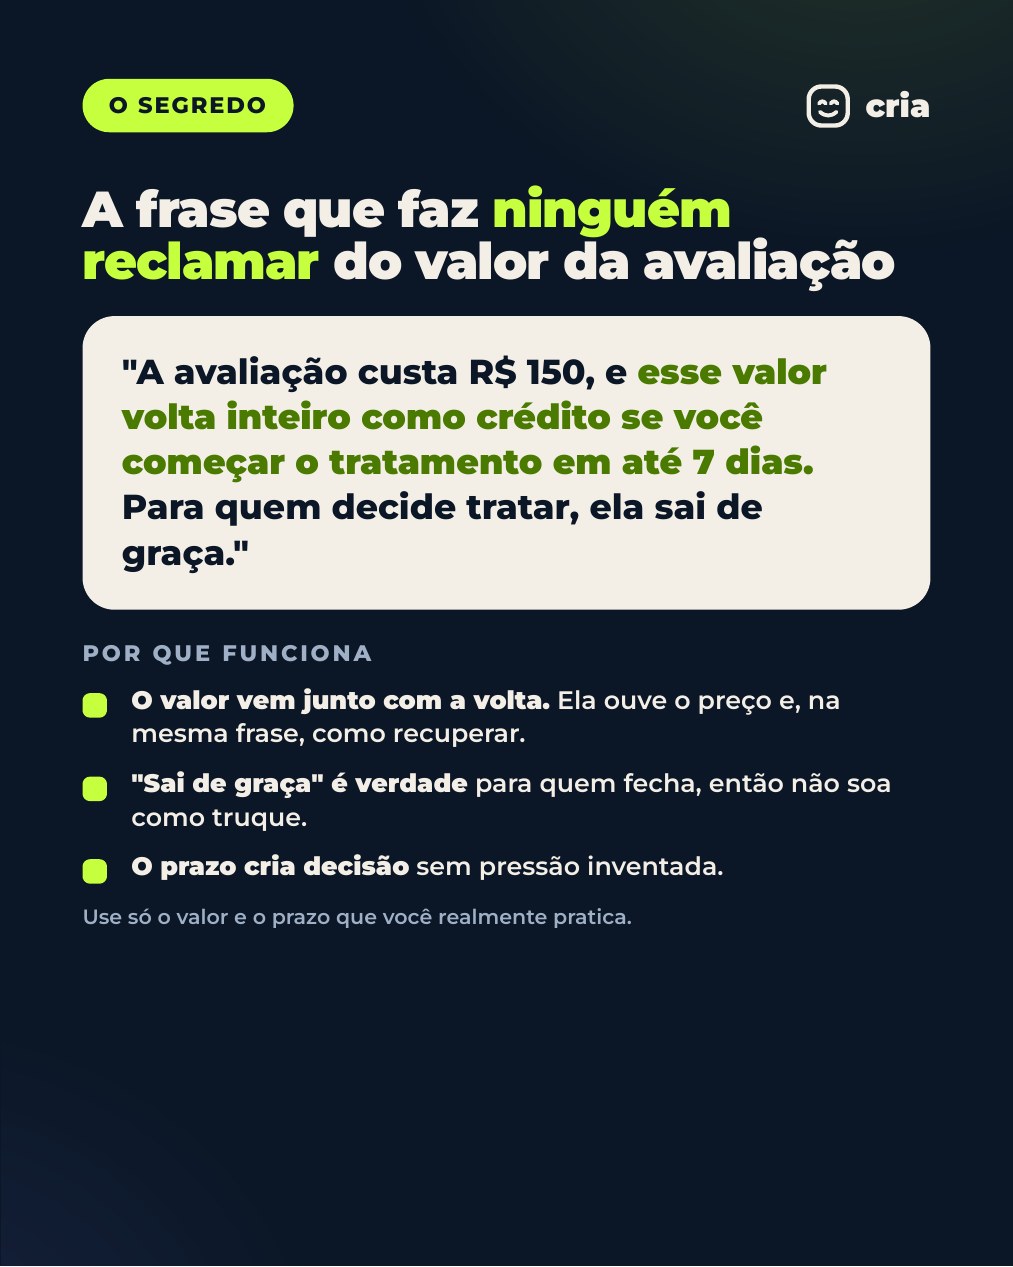 O SEGREDO
cria
A frase que faz ninguém
reclamar do valor da avaliação
"A avaliação custa R$ 150, e esse valor
volta inteiro como crédito se você
começar o tratamento em até 7 dias.
Para quem decide tratar, ela sai de
graça."
POR QUE FUNCIONA
O valor vem junto com a volta. Ela ouve o preço e, na
mesma frase, como recuperar.
"Sai de graça" é verdade para quem fecha, então não soa
como truque.
O prazo cria decisão sem pressão inventada.
Use só o valor e o prazo que você realmente pratica.